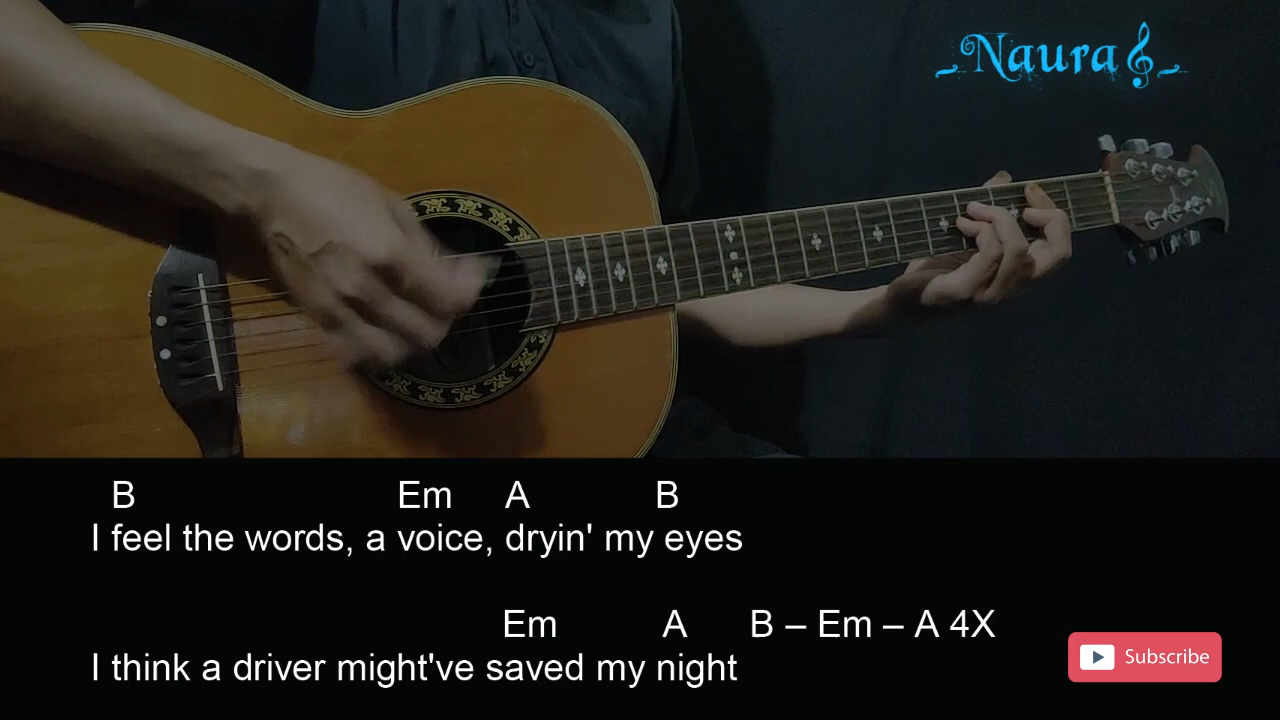 Naura
B Em A B
I feel the words, a voice, dryin' my eyes
Em A B – Em – A 4X
I think a driver might've saved my night
Subscribe